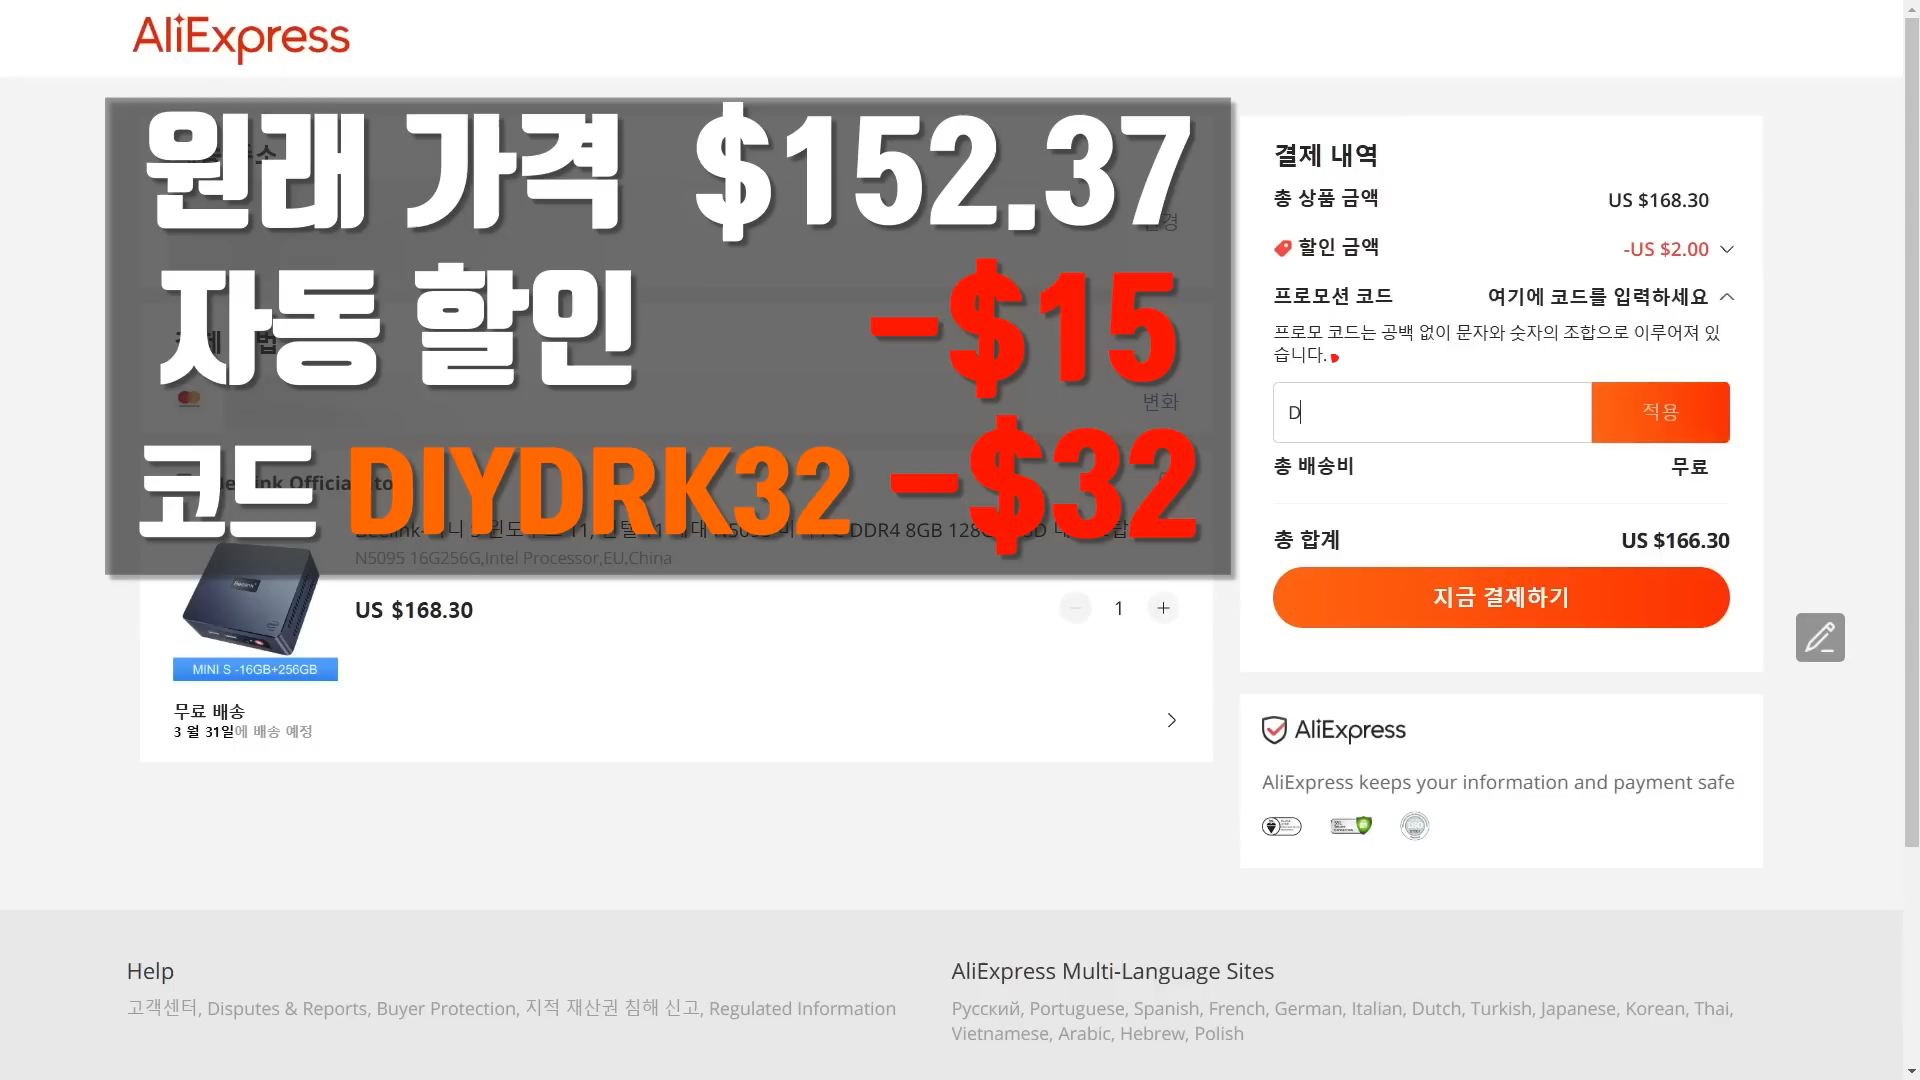 AliExpress
원래 가격 $152.37
자동 할인 -$15
코드 DIYDRK32 -$32
변화
N5095 16G256G,Intel Processor,EU,China
US $168.30
1
MINI S -16GB+256GB
무료 배송
3 월 31일에 배송 예정
결제 내역
총 상품 금액 US $168.30
할인 금액 -US $2.00
프로모션 코드 여기에 코드를 입력하세요
프로모 코드는 공백 없이 문자와 숫자의 조합으로 이루어져 있
습니다.
D 적용
총 배송비 무료
총 합계 US $166.30
지금 결제하기
AliExpress
AliExpress keeps your information and payment safe
Help
고객센터, Disputes & Reports, Buyer Protection, 지적 재산권 침해 신고, Regulated Information
AliExpress Multi-Language Sites
Русский, Portuguese, Spanish, French, German, Italian, Dutch, Turkish, Japanese, Korean, Thai,
Vietnamese, Arabic, Hebrew, Polish